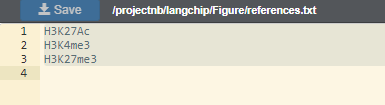 Save /projectnb/langchip/Figure/references.txt
1 H3K27Ac
2 H3K4me3
3 H3K27me3
4